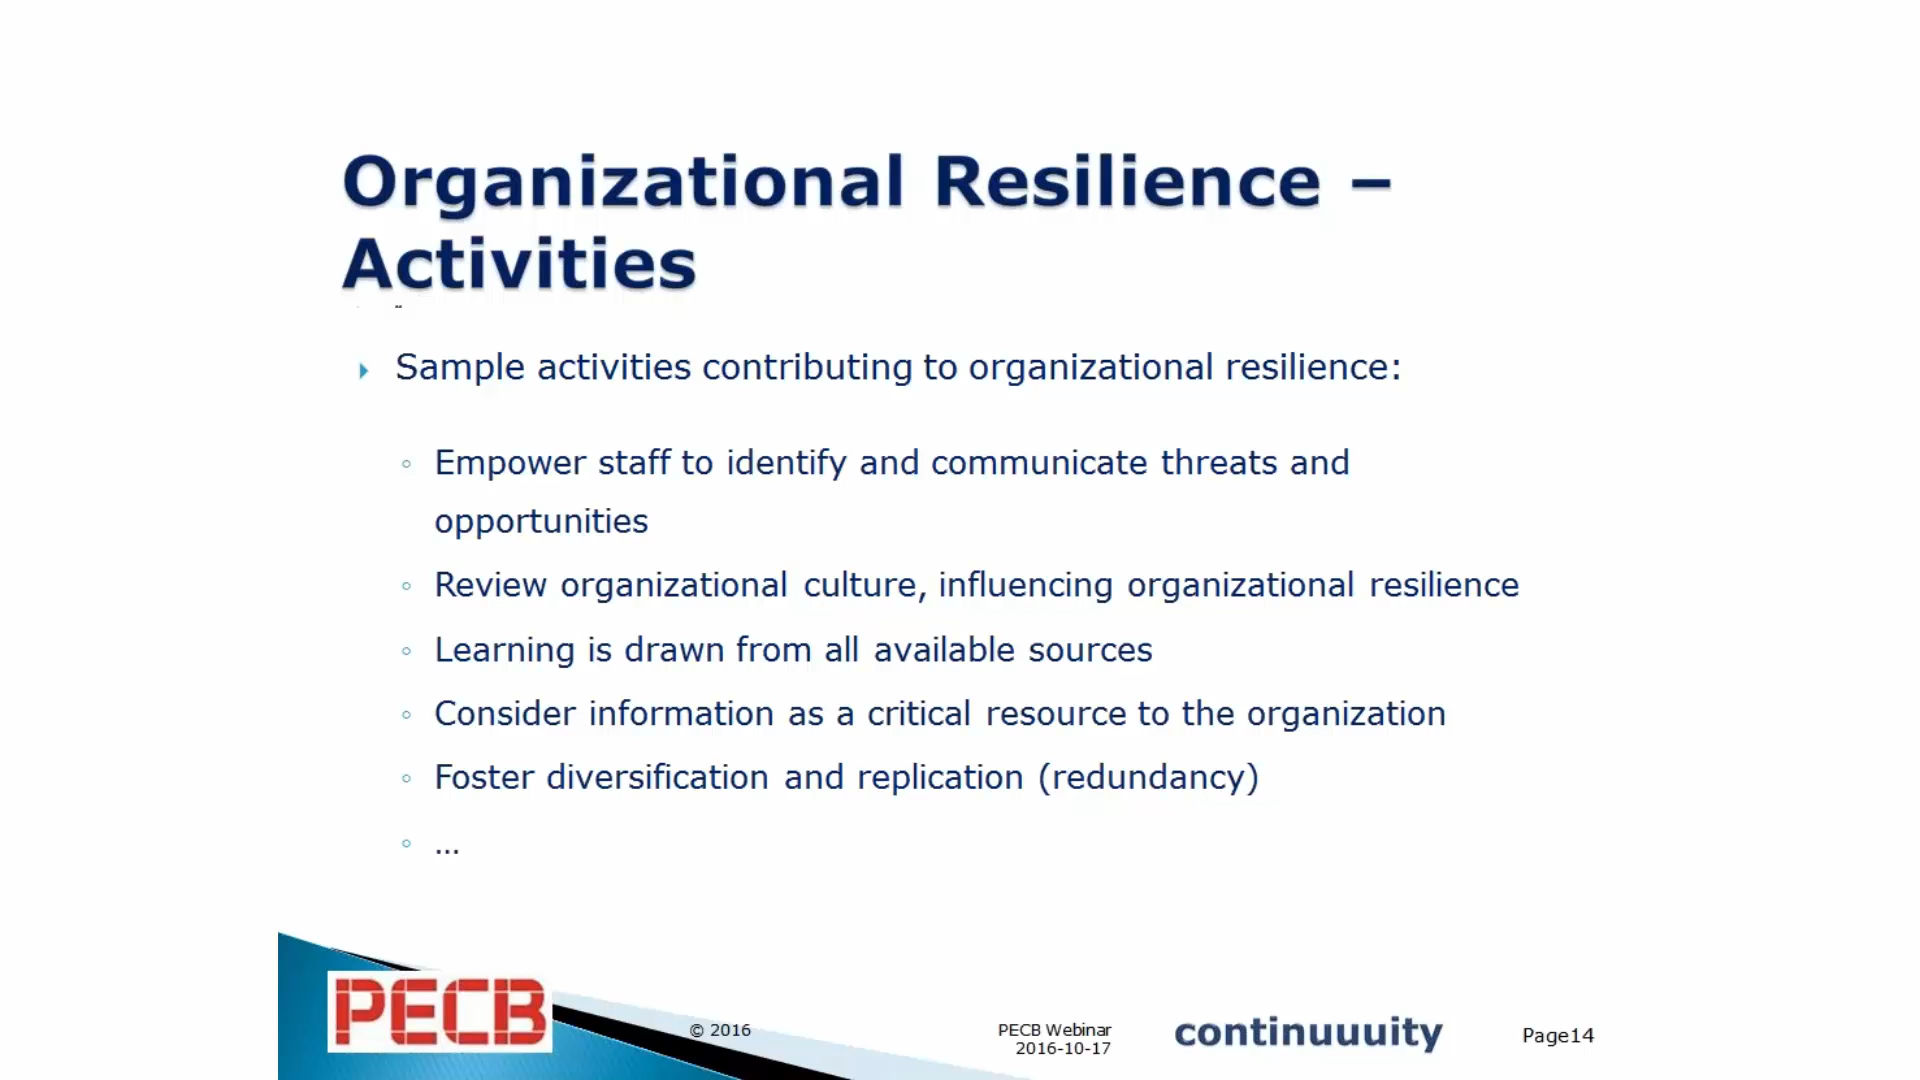 Organizational Resilience –
Activities
Sample activities contributing to organizational resilience:
Empower staff to identify and communicate threats and
opportunities
Review organizational culture, influencing organizational resilience
Learning is drawn from all available sources
Consider information as a critical resource to the organization
Foster diversification and replication (redundancy)
...
PECB
© 2016
PECB Webinar
2016-10-17
continuuuity
Page14